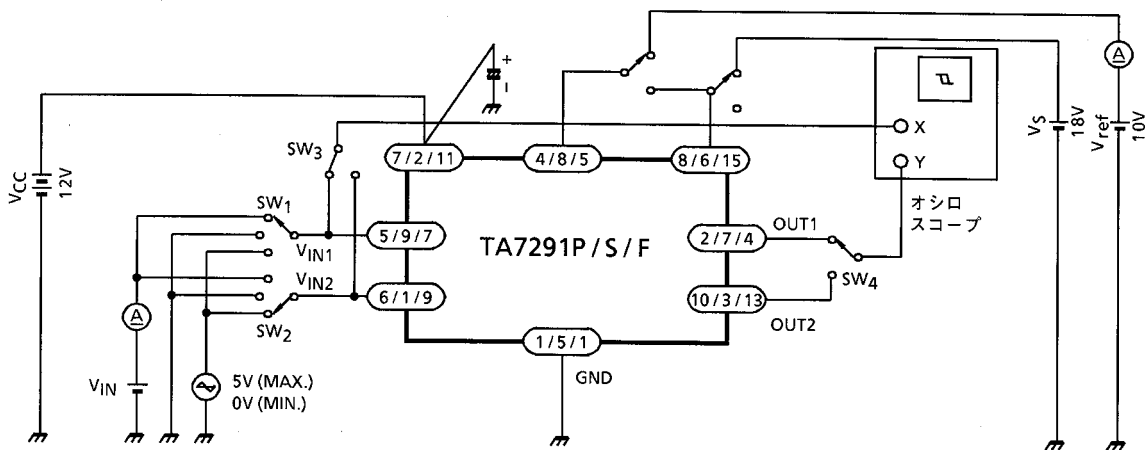 +
−
A
SW3
X
Y
オシロ
スコープ
VS
18V
Vref
10V
VCC
12V
7/2/11
4/8/5
8/6/15
SW1
VIN1
5/9/7
TA7291P/S/F
2/7/4
OUT1
SW4
VIN2
6/1/9
10/3/13
OUT2
SW2
A
1/5/1
GND
VIN
5V (MAX.)
0V (MIN.)